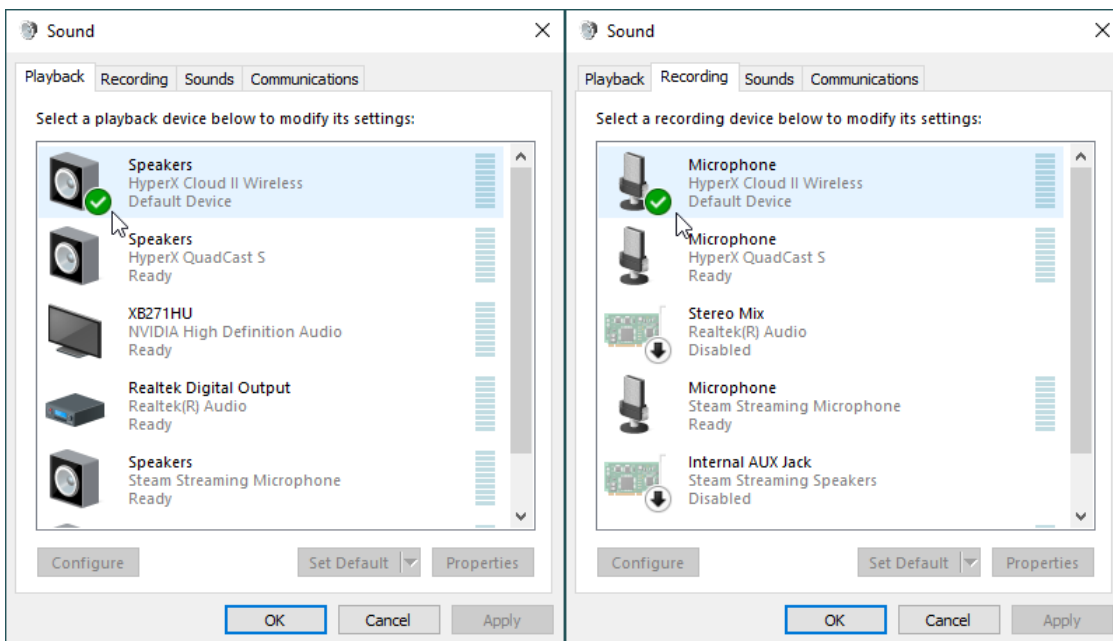 Sound
Playback Recording Sounds Communications
Select a playback device below to modify its settings:
Speakers
HyperX Cloud II Wireless
Default Device
Speakers
HyperX QuadCast S
Ready
XB271HU
NVIDIA High Definition Audio
Ready
Realtek Digital Output
Realtek(R) Audio
Ready
Speakers
Steam Streaming Microphone
Ready
Configure Set Default Properties
OK Cancel Apply
Sound
Playback Recording Sounds Communications
Select a recording device below to modify its settings:
Microphone
HyperX Cloud II Wireless
Default Device
Microphone
HyperX QuadCast S
Ready
Stereo Mix
Realtek(R) Audio
Disabled
Microphone
Steam Streaming Microphone
Ready
Internal AUX Jack
Steam Streaming Speakers
Disabled
Configure Set Default Properties
OK Cancel Apply